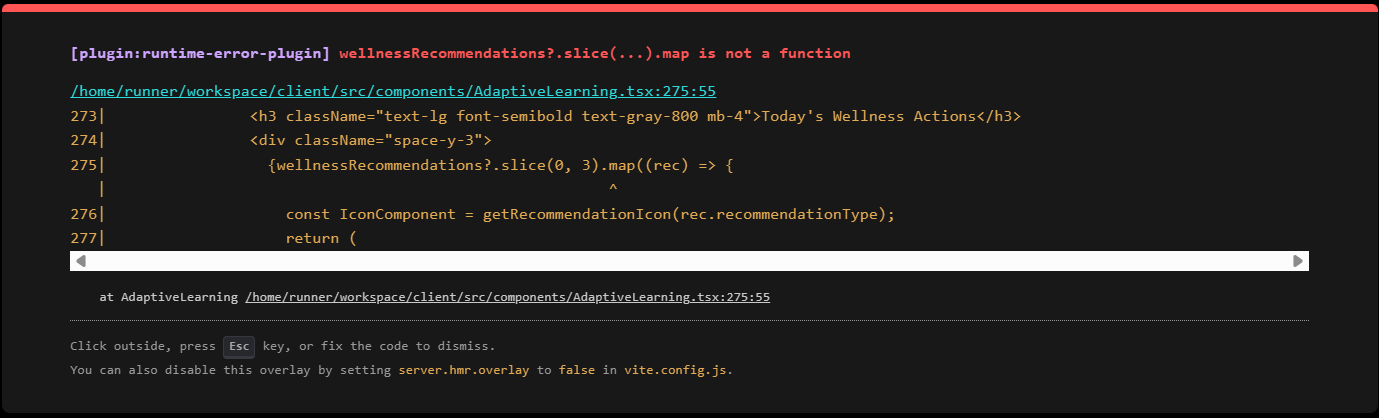 [plugin:runtime-error-plugin] wellnessRecommendations?.slice(...).map is not a function
/home/runner/workspace/client/src/components/AdaptiveLearning.tsx:275:55
273|                <h3 className="text-lg font-semibold text-gray-800 mb-4">Today's Wellness Actions</h3>
274|                <div className="space-y-3">
275|                  {wellnessRecommendations?.slice(0, 3).map((rec) => {
   |                                                        ^
276|                    const IconComponent = getRecommendationIcon(rec.recommendationType);
277|                    return (
at AdaptiveLearning /home/runner/workspace/client/src/components/AdaptiveLearning.tsx:275:55
Click outside, press Esc key, or fix the code to dismiss.
You can also disable this overlay by setting server.hmr.overlay to false in vite.config.js.